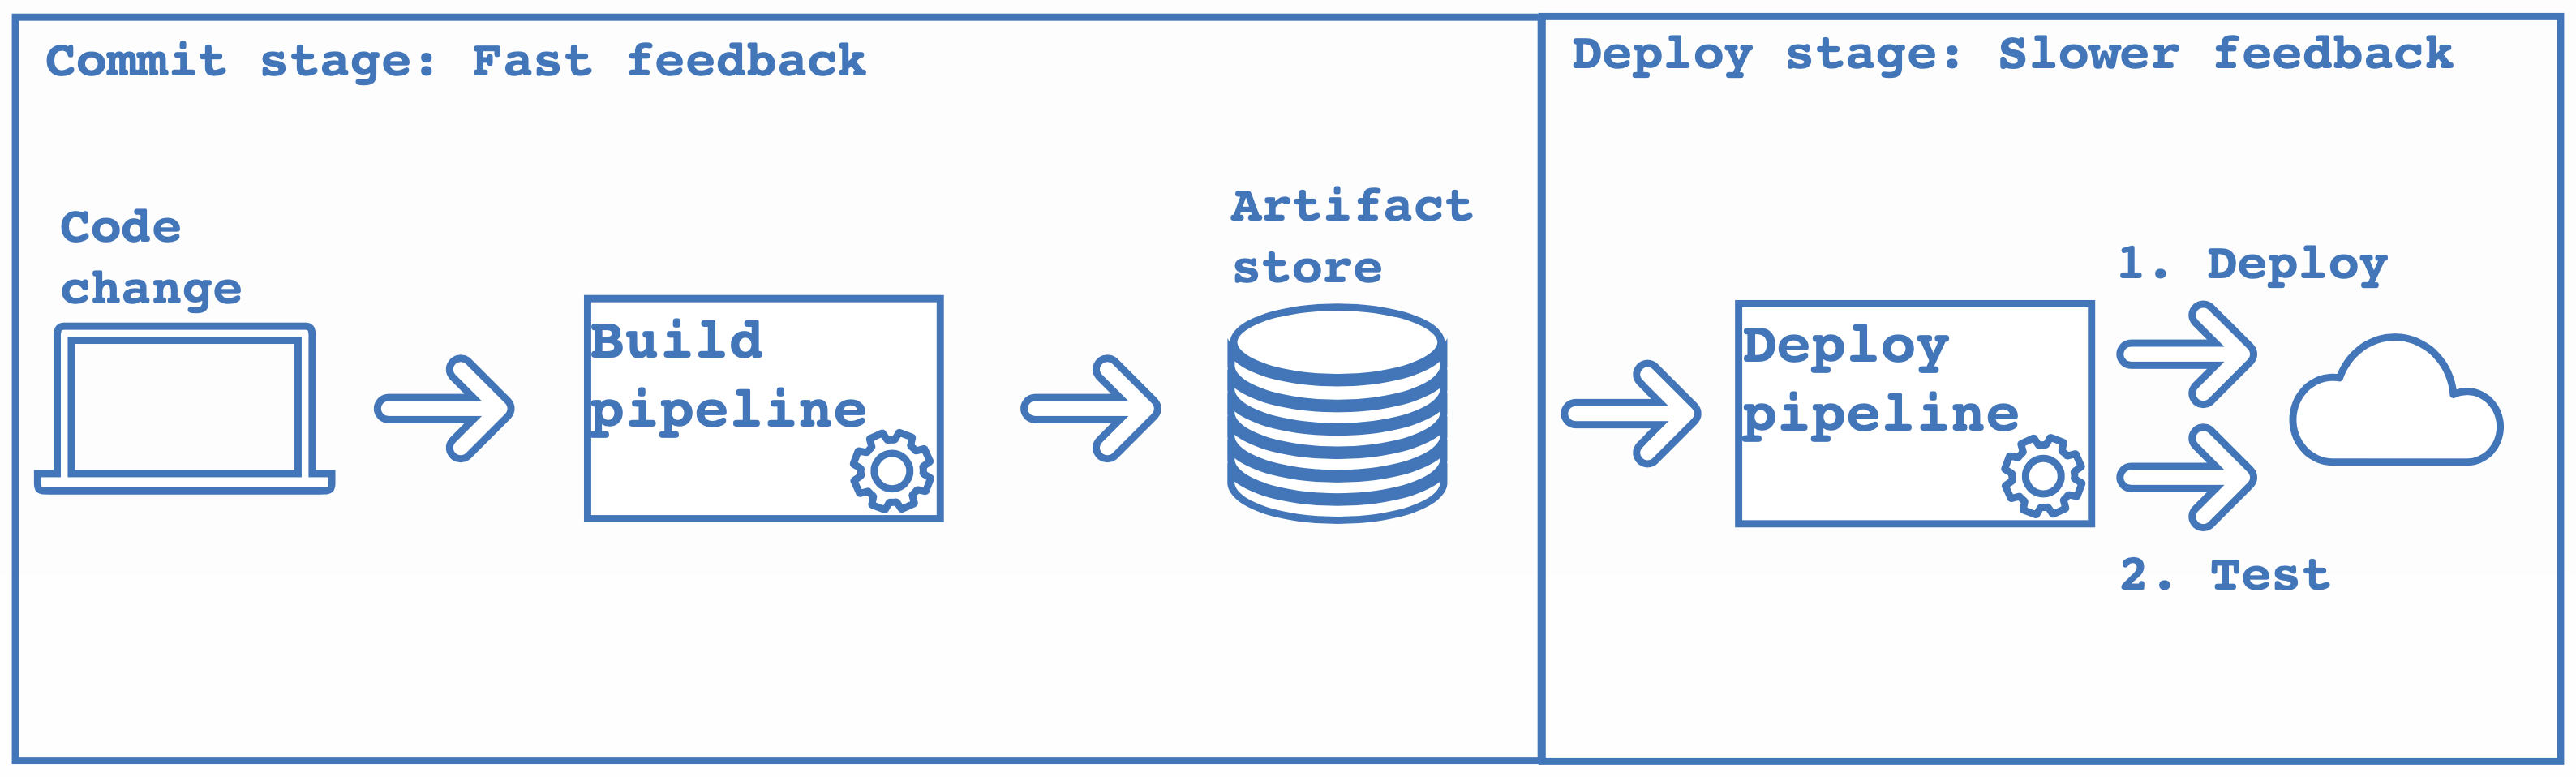 Commit stage: Fast feedback
Code
change
Build
pipeline
Artifact
store
Deploy stage: Slower feedback
Deploy
pipeline
1. Deploy
2. Test